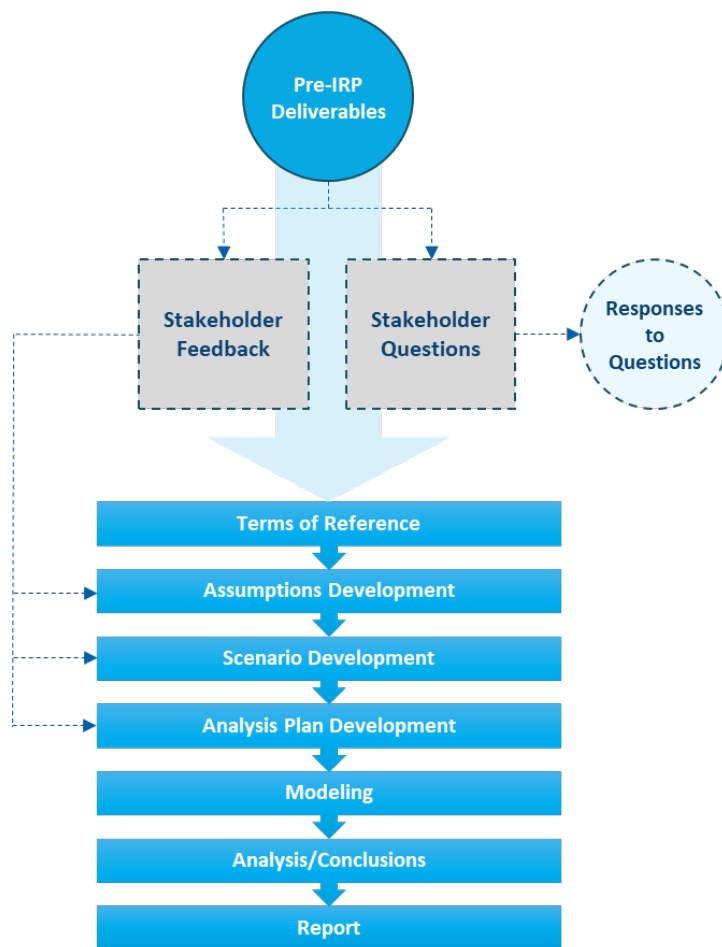 Pre-IRP
Deliverables
Stakeholder
Feedback
Stakeholder
Questions
Responses
to
Questions
Terms of Reference
Assumptions Development
Scenario Development
Analysis Plan Development
Modeling
Analysis/Conclusions
Report